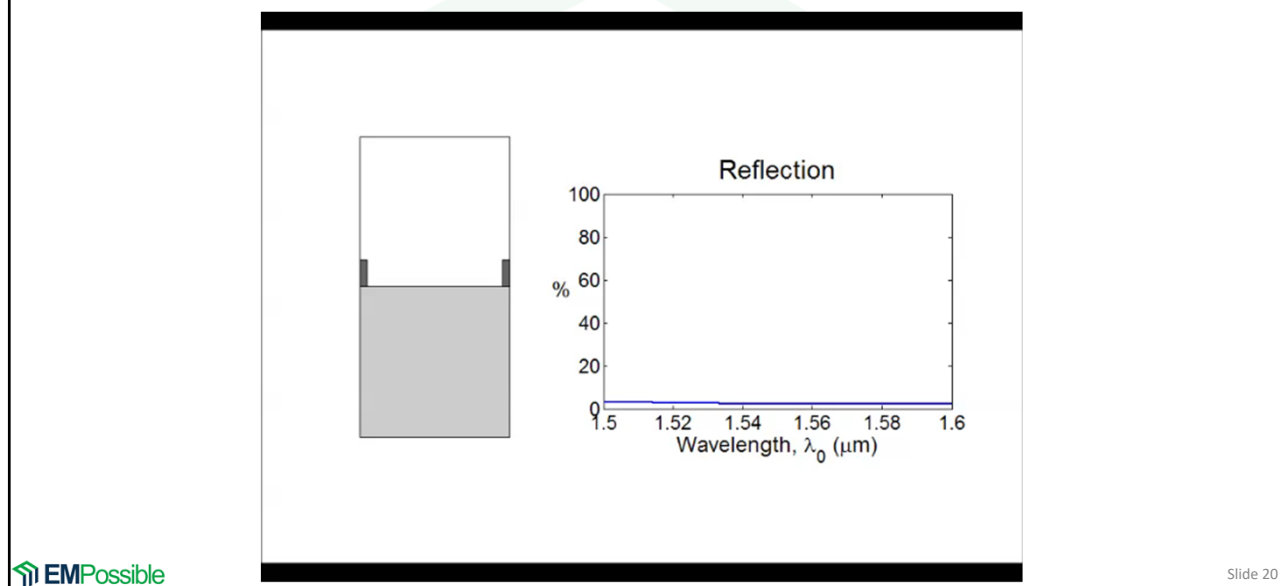 Reflection
100
80
60
40
20
0
%
1.5 1.52 1.54 1.56 1.58 1.6
Wavelength, λ₀ (μm)
EMPossible
Slide 20